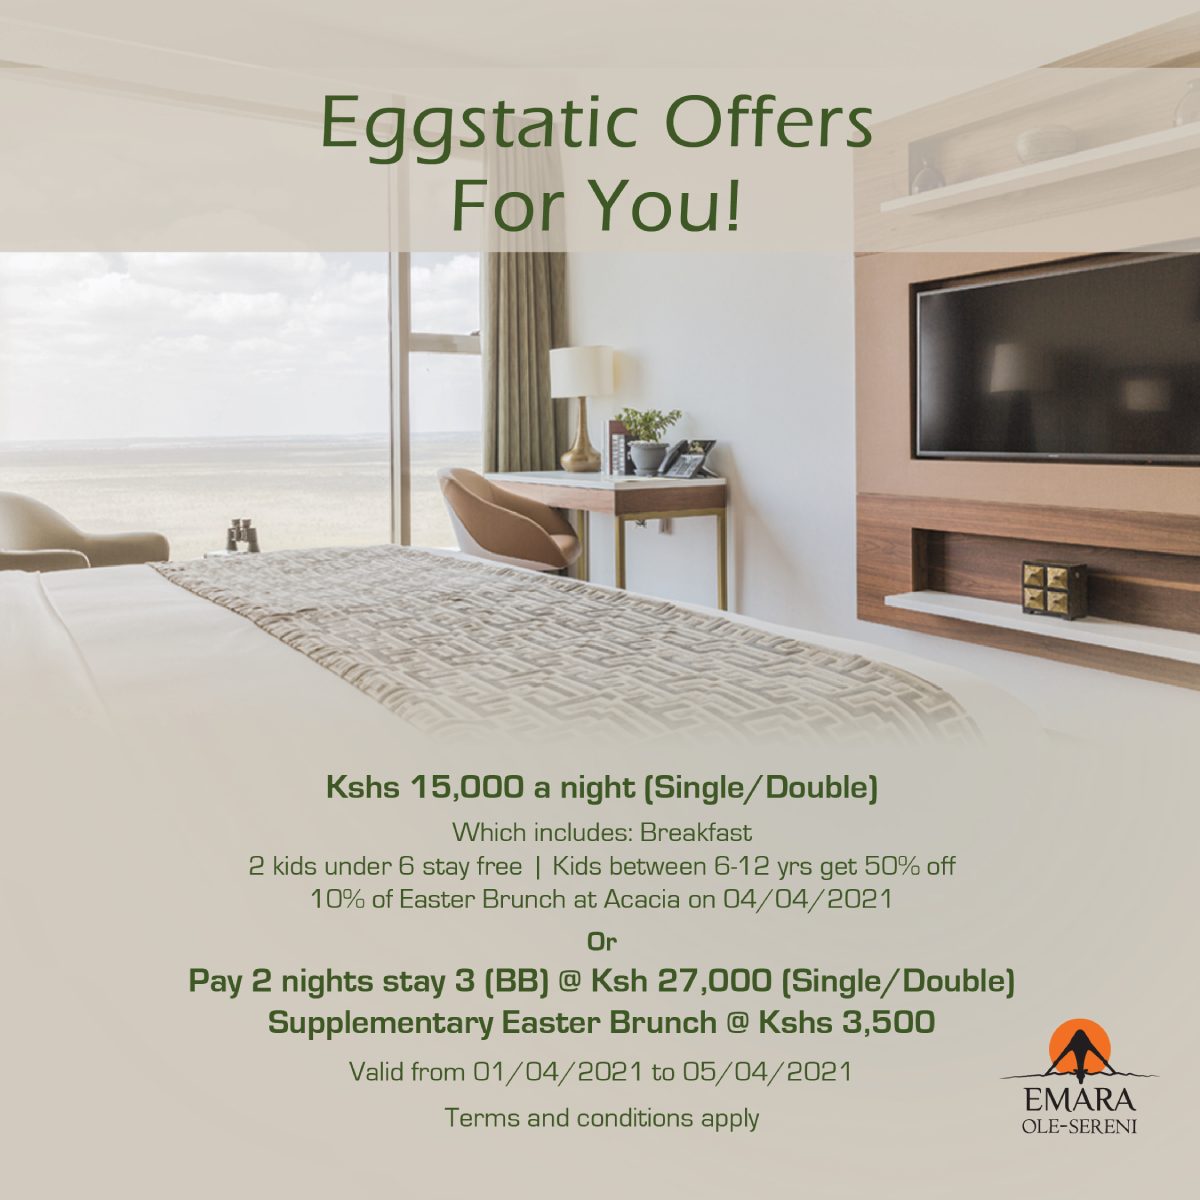 Eggstatic Offers
For You!
Kshs 15,000 a night (Single/Double)
Which includes: Breakfast
2 kids under 6 stay free | Kids between 6-12 yrs get 50% off
10% of Easter Brunch at Acacia on 04/04/2021
Or
Pay 2 nights stay 3 (BB) @ Ksh 27,000 (Single/Double)
Supplementary Easter Brunch @ Kshs 3,500
Valid from 01/04/2021 to 05/04/2021
Terms and conditions apply
EMARA
OLE-SERENI